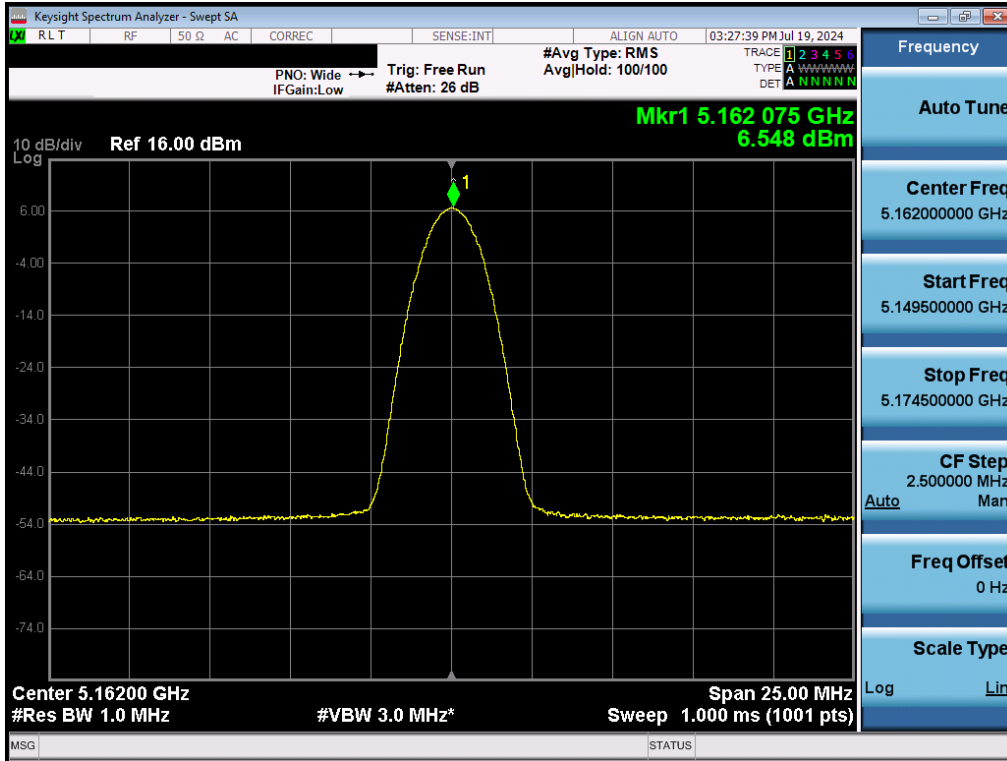 Keysight Spectrum Analyzer - Swept SA
LXI RLT RF 50 Ω AC CORREC SENSE:INT ALIGN AUTO 03:27:39 PM Jul 19, 2024
PNO: Wide Trig: Free Run #Avg Type: RMS TRACE 1 2 3 4 5 6
IFGain:Low #Atten: 26 dB Avg|Hold: 100/100 TYPE A WWWWW
DET A N N N N N
Mkr1 5.162 075 GHz
6.548 dBm
10 dB/div Ref 16.00 dBm
Log
1
6.00
-4.00
-14.0
-24.0
-34.0
-44.0
-54.0
-64.0
-74.0
Center 5.16200 GHz Span 25.00 MHz
#Res BW 1.0 MHz #VBW 3.0 MHz* Sweep 1.000 ms (1001 pts)
MSG STATUS
Frequency
Auto Tune
Center Freq
5.162000000 GHz
Start Freq
5.149500000 GHz
Stop Freq
5.174500000 GHz
CF Step
2.500000 MHz
Auto Man
Freq Offset
0 Hz
Scale Type
Log Lin